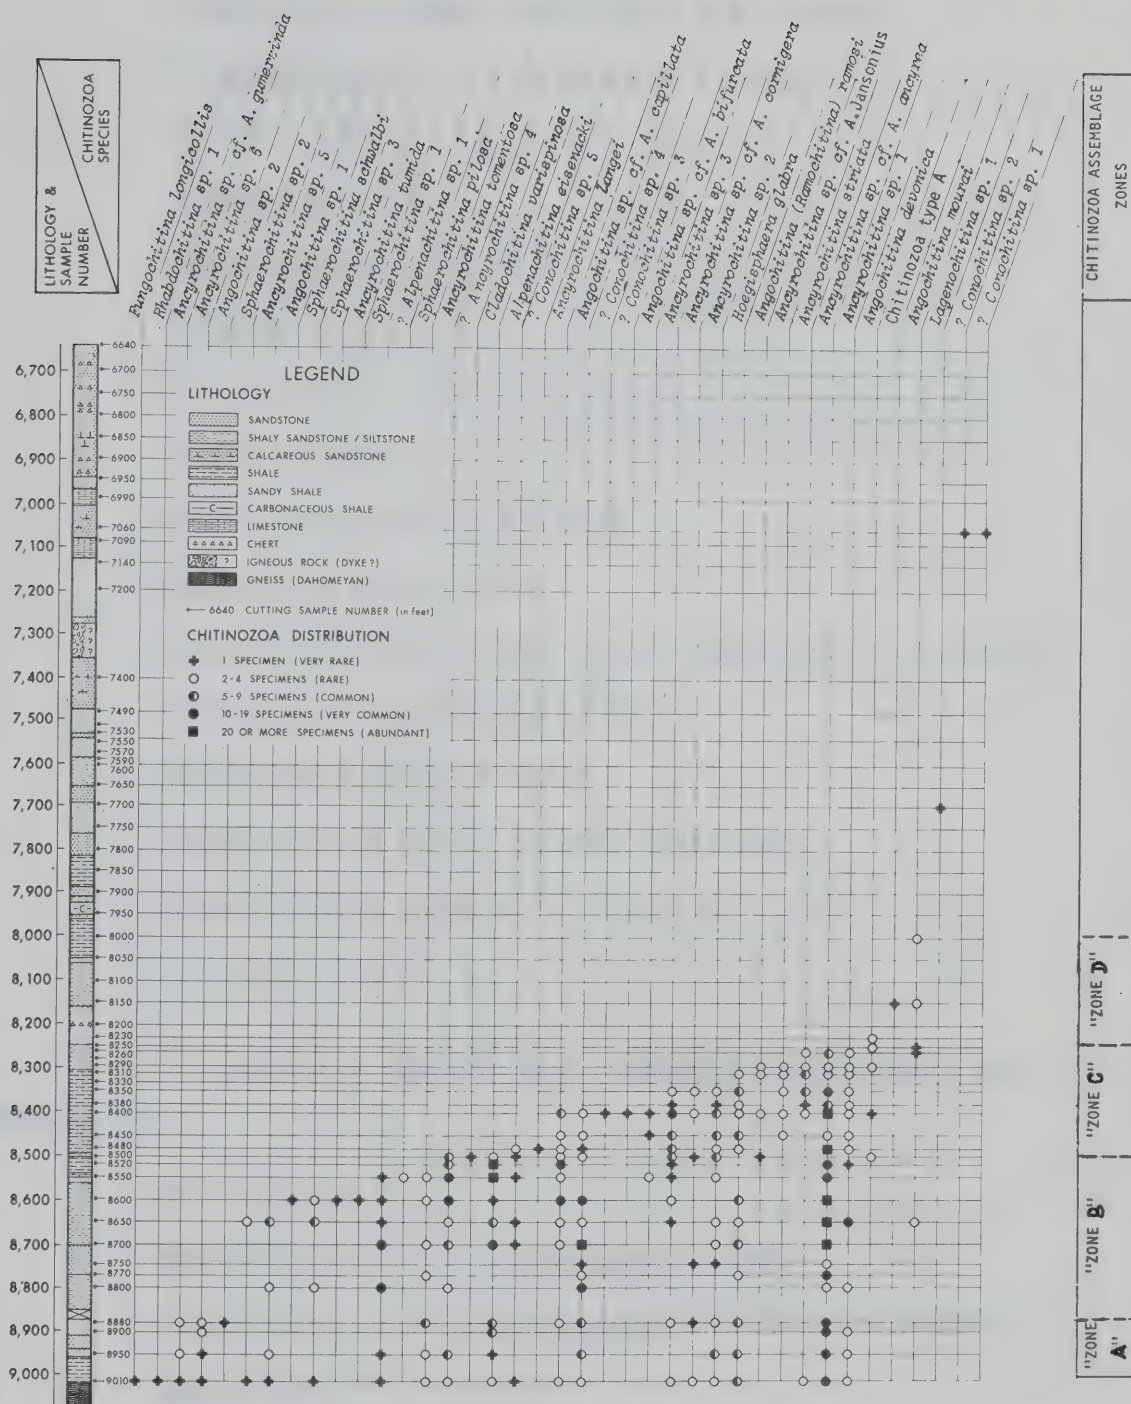 LITHOLOGY &
SAMPLE
NUMBER
CHITINOZOA
SPECIES
Fungochitina longicollis
Rhabdochitina sp. 1
Ancyrochitina sp. cf. A. gumervinda
Ancyrochitina sp. 5
Angochitina sp. 2
Sphaerochitina sp. 2
Ancyrochitina sp. 5
Angochitina sp. 1
Sphaerochitina schwalbi
Sphaerochitina sp. 3
Ancyrochitina tumida
Sphaerochitina sp. 1
? Alpenachitina sp. 1
Sphaerochitina pilosa
Ancyrochitina tomentosa
? Ancyrochitina sp. 4
Cladochitina varispinosa
Alpenachitina eisenacki
? Conochitina sp. 5
Ancyrochitina langei
Angochitina sp. cf. A. capillata
? Conochitina sp. 4
? Conochitina sp. 3
Angochitina sp. cf. A. bifurcata
Ancyrochitina sp. 3
Ancyrochitina sp. cf. A. cornigera
Ancyrochitina sp. 2
Hoegisphaera glabra
Angochitina (Ramochitina) ramosi
Ancyrochitina sp. cf. A. Jansonius
Ancyrochitina striata
Ancyrochitina sp. cf. A. ancyrea
Ancyrochitina sp. 1
Angochitina devonica
Chitinozoa type A
Angochitina mourai
Lagenochitina sp. 1
? Conochitina sp. 2
? Conochitina sp. 1
CHITINOZOA ASSEMBLAGE
ZONES
6,700
6,800
6,900
7,000
7,100
7,200
7,300
7,400
7,500
7,600
7,700
7,800
7,900
8,000
8,100
8,200
8,300
8,400
8,500
8,600
8,700
8,800
8,900
9,000
6640
6700
6750
6800
6850
6900
6950
6990
7060
7090
7140
7200
7400
7490
7530
7550
7570
7590
7600
7650
7700
7750
7800
7850
7900
7950
8000
8050
8100
8150
8200
8230
8250
8260
8290
8310
8330
8350
8380
8400
8450
8480
8500
8520
8550
8600
8650
8700
8750
8770
8800
8880
8900
8950
9010
LEGEND
LITHOLOGY
SANDSTONE
SHALY SANDSTONE / SILTSTONE
CALCAREOUS SANDSTONE
SHALE
SANDY SHALE
C CARBONACEOUS SHALE
LIMESTONE
CHERT
? IGNEOUS ROCK (DYKE?)
GNEISS (DAHOMEYAN)
6640 CUTTING SAMPLE NUMBER (in feet)
CHITINOZOA DISTRIBUTION
1 SPECIMEN (VERY RARE)
2-4 SPECIMENS (RARE)
5-9 SPECIMENS (COMMON)
10-19 SPECIMENS (VERY COMMON)
20 OR MORE SPECIMENS (ABUNDANT)
?
?
C
"ZONE D"
"ZONE C"
"ZONE B"
"ZONE
A"